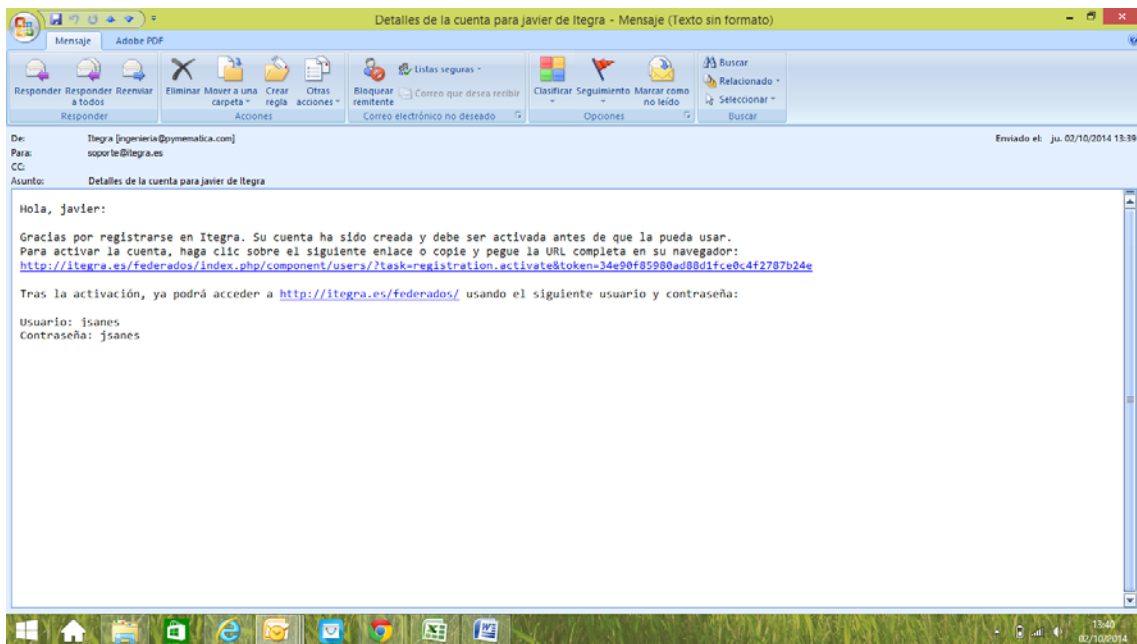 Detalles de la cuenta para javier de Itegra - Mensaje (Texto sin formato)
Mensaje Adobe PDF
Responder Responder a todos Reenviar
Eliminar Mover a una carpeta Crear regla Otras acciones
Bloquear remitente Listas seguras Correo que desea recibir
Clasificar Seguimiento Marcar como no leído
Buscar Relacionado Seleccionar
Responder Acciones Correo electrónico no deseado Opciones Buscar
De: Itegra [ingenieria@pymematica.com] Enviado el: ju. 02/10/2014 13:39
Para: soporte@itegra.es
CC:
Asunto: Detalles de la cuenta para javier de Itegra
Hola, javier:
Gracias por registrarse en Itegra. Su cuenta ha sido creada y debe ser activada antes de que la pueda usar.
Para activar la cuenta, haga clic sobre el siguiente enlace o copie y pegue la URL completa en su navegador:
http://itegra.es/federados/index.php/component/users/?task=registration.activate&token=34e90f85980ad88d1fce0c4f2787b24e
Tras la activación, ya podrá acceder a http://itegra.es/federados/ usando el siguiente usuario y contraseña:
Usuario: jsanes
Contraseña: jsanes
13:40
02/10/2014